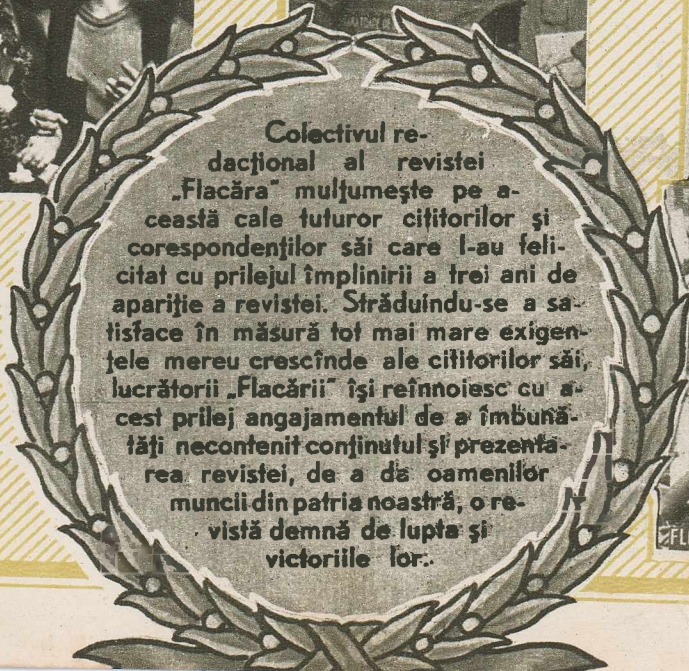 Colectivul re-
dacțional al revistei
„Flacăra” mulțumește pe a-
ceastă cale tuturor cititorilor și
corespondenților săi care l-au feli-
citat cu prilejul împlinirii a trei ani de
apariție a revistei. Străduindu-se a sa-
tisface în măsură tot mai mare exigen-
țele mereu crescînde ale cititorilor săi,
lucrătorii „Flacării” își reînnoiesc cu a-
cest prilej angajamentul de a îmbună-
tăți necontenit conținutul și prezenta-
rea revistei, de a da oamenilor
muncii din patria noastră, o re-
vistă demnă de lupta și
victoriile lor.